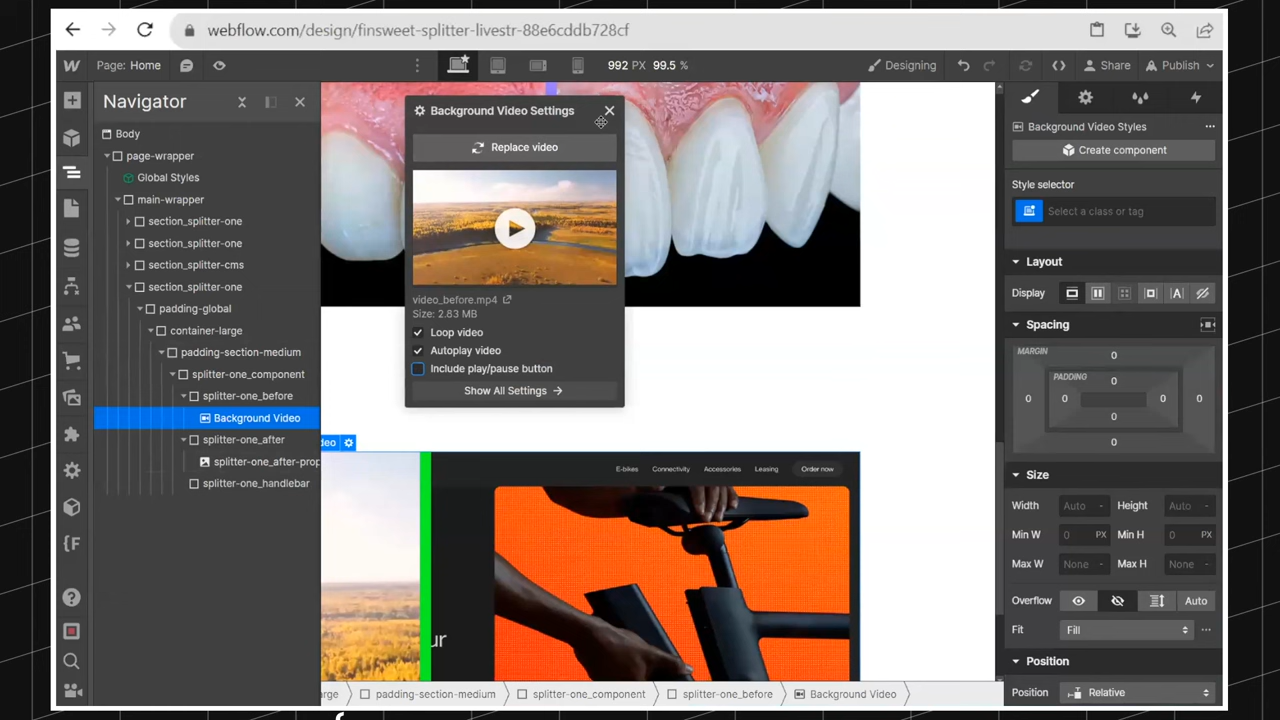 webflow.com/design/finsweet-splitter-livestr-88e6cddb728cf
Page: Home
992 PX 99.5 %
Designing
Share
Publish
Navigator
Body
page-wrapper
Global Styles
main-wrapper
section_splitter-one
section_splitter-one
section_splitter-cms
section_splitter-one
padding-global
container-large
padding-section-medium
splitter-one_component
splitter-one_before
Background Video
splitter-one_after
splitter-one_after-prop
splitter-one_handlebar
Background Video Settings
Replace video
video_before.mp4
Size: 2.83 MB
Loop video
Autoplay video
Include play/pause button
Show All Settings
deo
E-bikes Connectivity Accessories Leasing Order now
ur
Background Video Styles
Create component
Style selector
Select a class or tag
Layout
Display
Spacing
MARGIN
0
PADDING
0
0 0 0 0
0
0
Size
Width Auto - Height Auto -
Min W 0 PX Min H 0 PX
Max W None - Max H None -
Overflow Auto
Fit Fill
Position
Position Relative
arge padding-section-medium splitter-one_component splitter-one_before Background Video